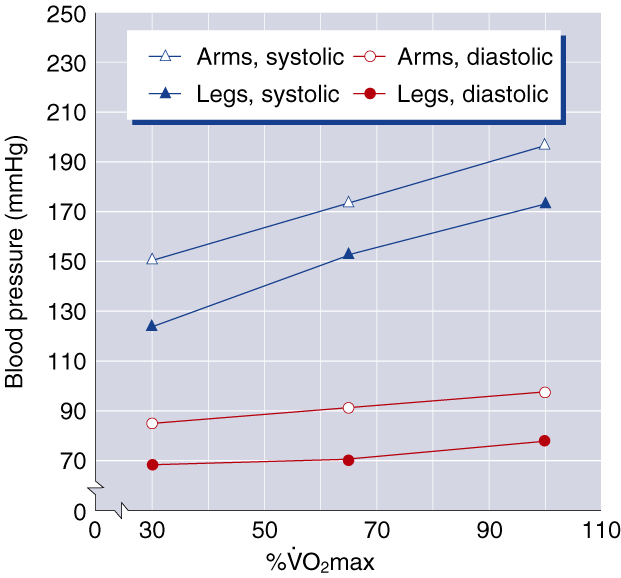 250
230
210
190
170
150
130
110
90
70
0
Blood pressure (mmHg)
Arms, systolic Arms, diastolic
Legs, systolic Legs, diastolic
0 30 50 70 90 110
%V̇O₂max